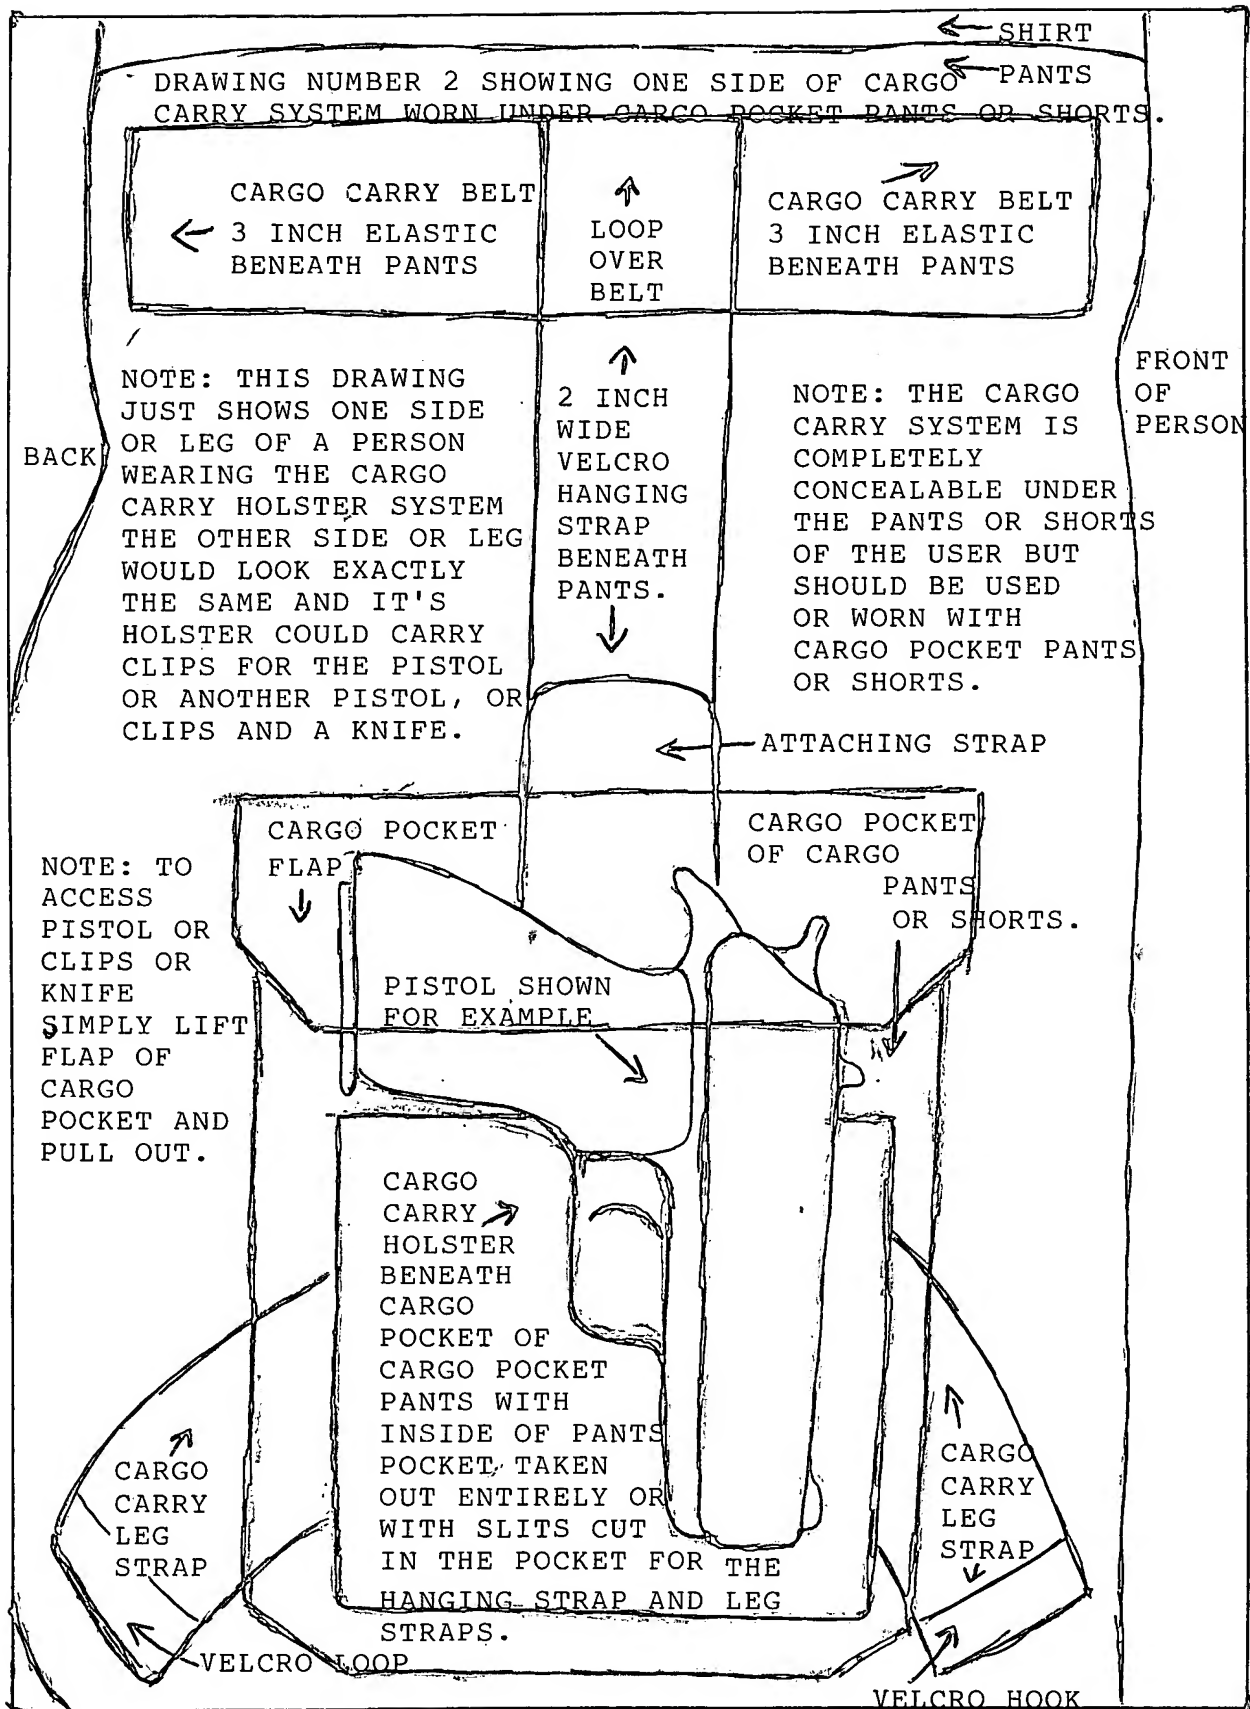 SHIRT
PANTS
DRAWING NUMBER 2 SHOWING ONE SIDE OF CARGO
CARRY SYSTEM WORN UNDER CARGO POCKET PANTS OR SHORTS.
CARGO CARRY BELT
3 INCH ELASTIC
BENEATH PANTS
LOOP
OVER
BELT
CARGO CARRY BELT
3 INCH ELASTIC
BENEATH PANTS
BACK
NOTE: THIS DRAWING
JUST SHOWS ONE SIDE
OR LEG OF A PERSON
WEARING THE CARGO
CARRY HOLSTER SYSTEM
THE OTHER SIDE OR LEG
WOULD LOOK EXACTLY
THE SAME AND IT'S
HOLSTER COULD CARRY
CLIPS FOR THE PISTOL
OR ANOTHER PISTOL, OR
CLIPS AND A KNIFE.
2 INCH
WIDE
VELCRO
HANGING
STRAP
BENEATH
PANTS.
NOTE: THE CARGO
CARRY SYSTEM IS
COMPLETELY
CONCEALABLE UNDER
THE PANTS OR SHORTS
OF THE USER BUT
SHOULD BE USED
OR WORN WITH
CARGO POCKET PANTS
OR SHORTS.
FRONT
OF
PERSON
ATTACHING STRAP
CARGO POCKET
FLAP
CARGO POCKET
OF CARGO
PANTS
OR SHORTS.
NOTE: TO
ACCESS
PISTOL OR
CLIPS OR
KNIFE
SIMPLY LIFT
FLAP OF
CARGO
POCKET AND
PULL OUT.
PISTOL SHOWN
FOR EXAMPLE
CARGO
CARRY
HOLSTER
BENEATH
CARGO
POCKET OF
CARGO POCKET
PANTS WITH
INSIDE OF PANTS
POCKET TAKEN
OUT ENTIRELY OR
WITH SLITS CUT
IN THE POCKET FOR THE
HANGING STRAP AND LEG
STRAPS.
CARGO
CARRY
LEG
STRAP
VELCRO LOOP
CARGO
CARRY
LEG
STRAP
VELCRO HOOK